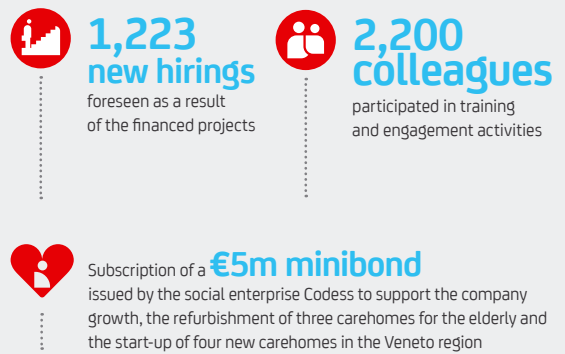 1,223
new hirings
foreseen as a result
of the financed projects
2,200
colleagues
participated in training
and engagement activities
Subscription of a €5m minibond
issued by the social enterprise Codess to support the company
growth, the refurbishment of three carehomes for the elderly and
the start-up of four new carehomes in the Veneto region